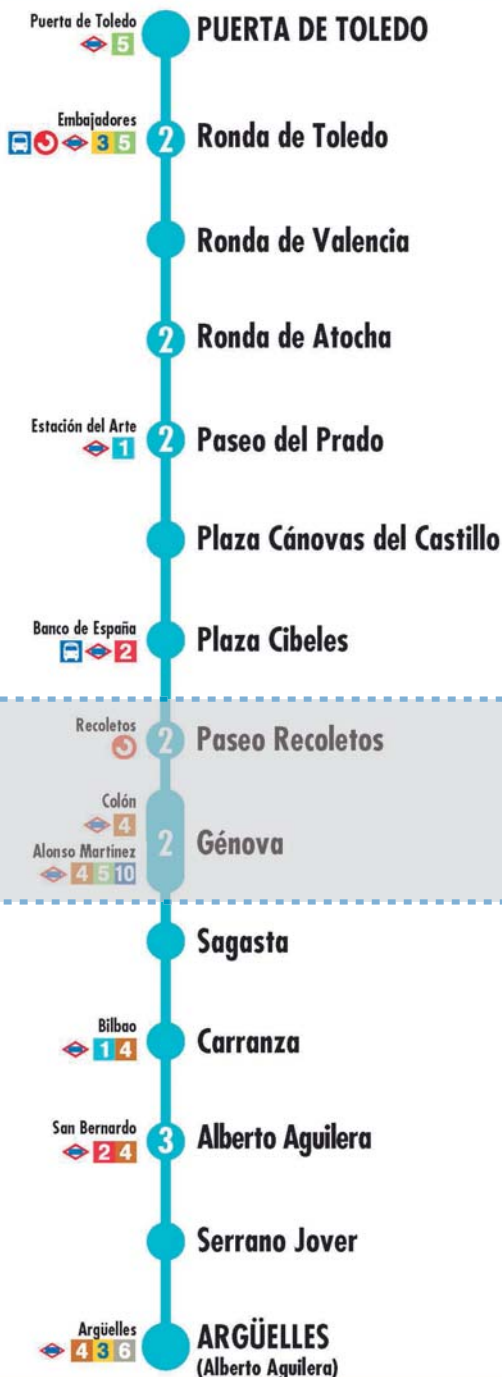 Puerta de Toledo
5
PUERTA DE TOLEDO
Embajadores
3 5
2
Ronda de Toledo
Ronda de Valencia
2
Ronda de Atocha
Estación del Arte
1
2
Paseo del Prado
Plaza Cánovas del Castillo
Banco de España
2
Plaza Cibeles
Recoletos
2
Paseo Recoletos
Colón
4
Alonso Martinez
4 5 10
2
Génova
Sagasta
Bilbao
1 4
Carranza
San Bernardo
2 4
3
Alberto Aguilera
Serrano Jover
Argüelles
4 3 6
ARGÜELLES
(Alberto Aguilera)